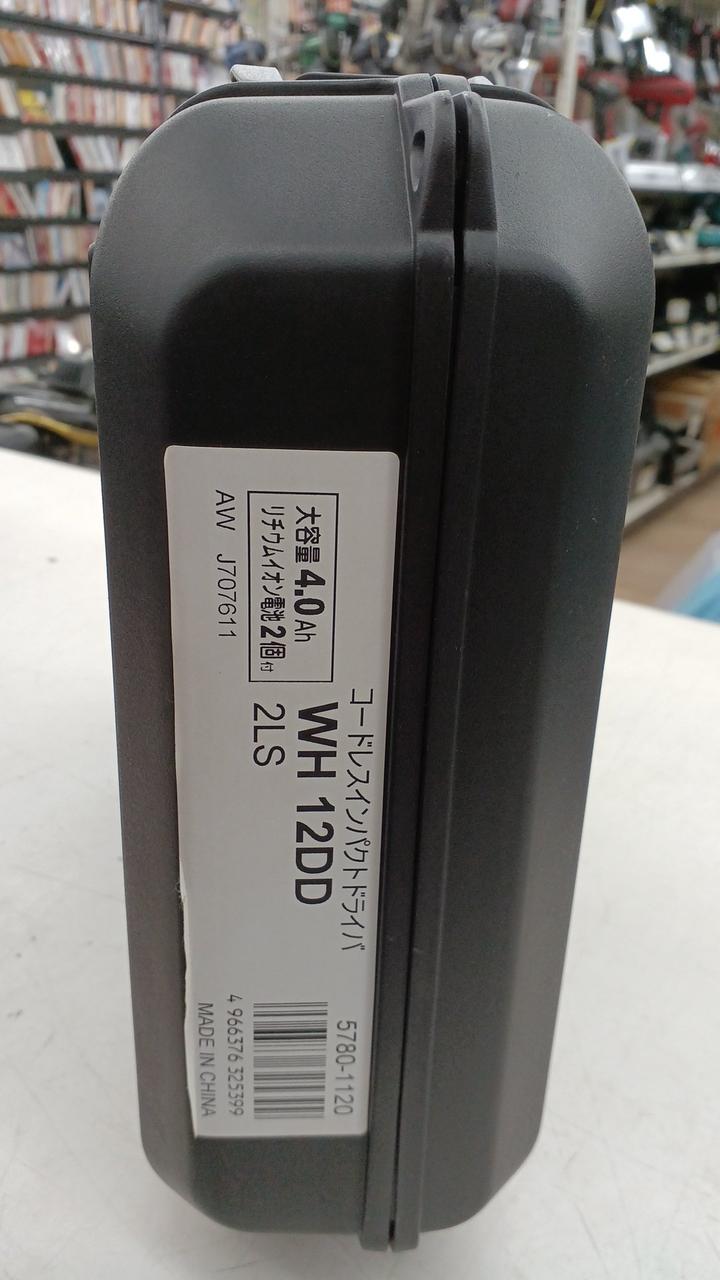 コードレスインパクトドライバ
WH 12DD
2LS
大容量 4.0 Ah
リチウムイオン電池 2個付
AW J707611
5780-1120
4 966376 325399
MADE IN CHINA